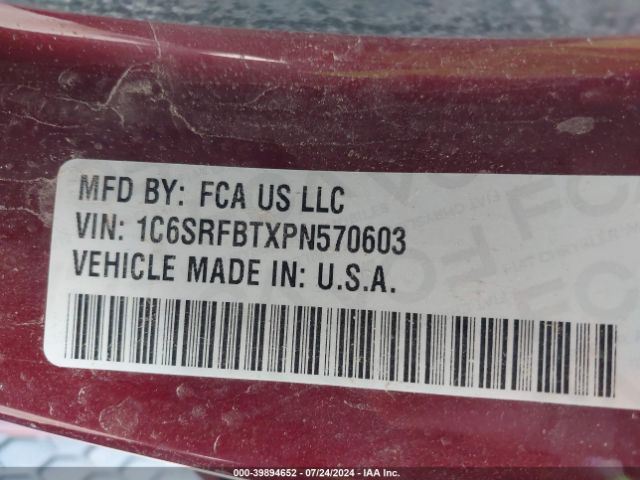 MFD BY: FCA US LLC
VIN: 1C6SRFBTXPN570603
VEHICLE MADE IN: U.S.A.
000-39894652 - 07/24/2024 - IAA Inc.